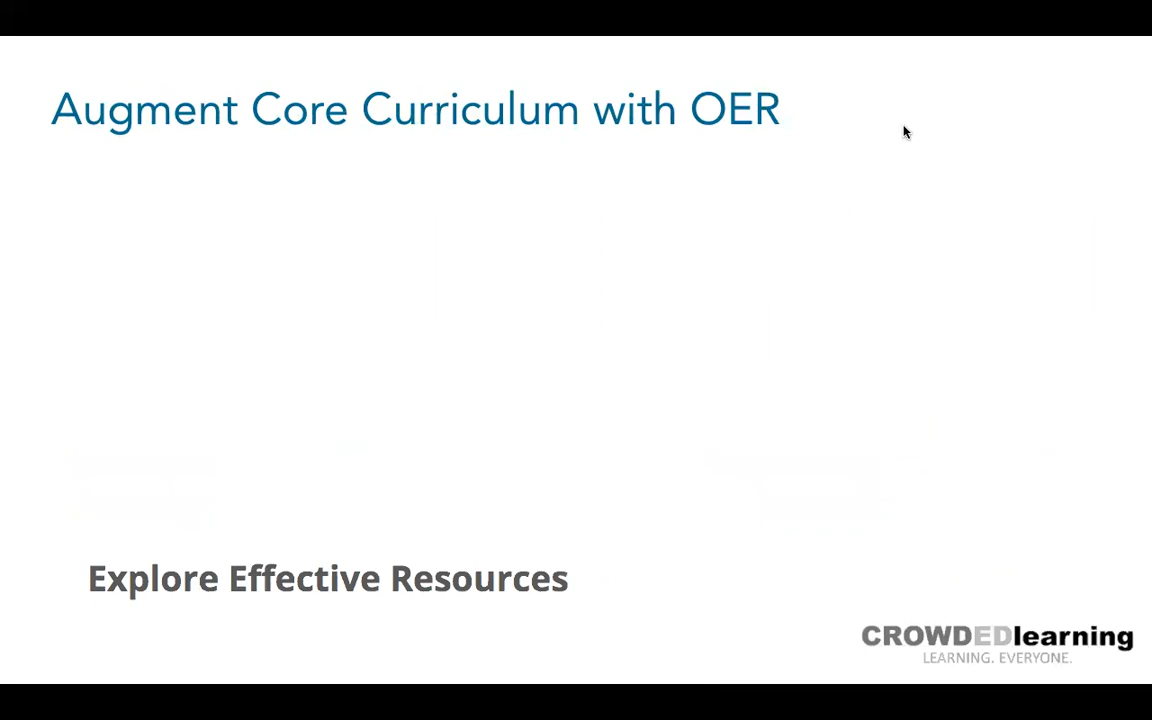 Augment Core Curriculum with OER
Explore Effective Resources
CROWDEDlearning
LEARNING. EVERYONE.